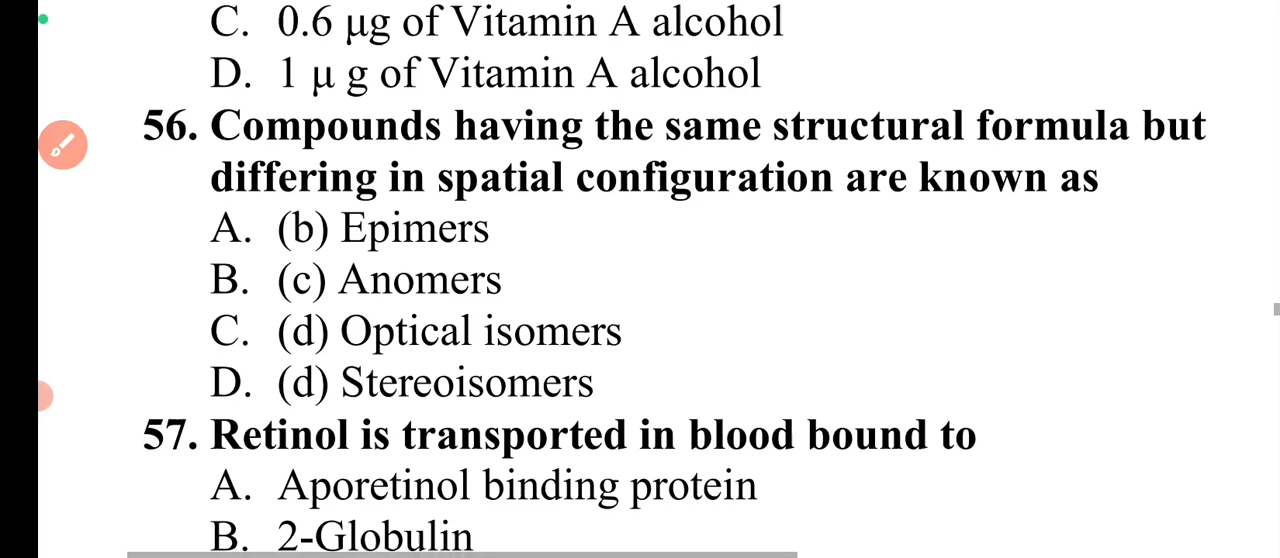 C. 0.6 μg of Vitamin A alcohol
D. 1 μ g of Vitamin A alcohol
56. Compounds having the same structural formula but
differing in spatial configuration are known as
A. (b) Epimers
B. (c) Anomers
C. (d) Optical isomers
D. (d) Stereoisomers
57. Retinol is transported in blood bound to
A. Aporetinol binding protein
B. 2-Globulin